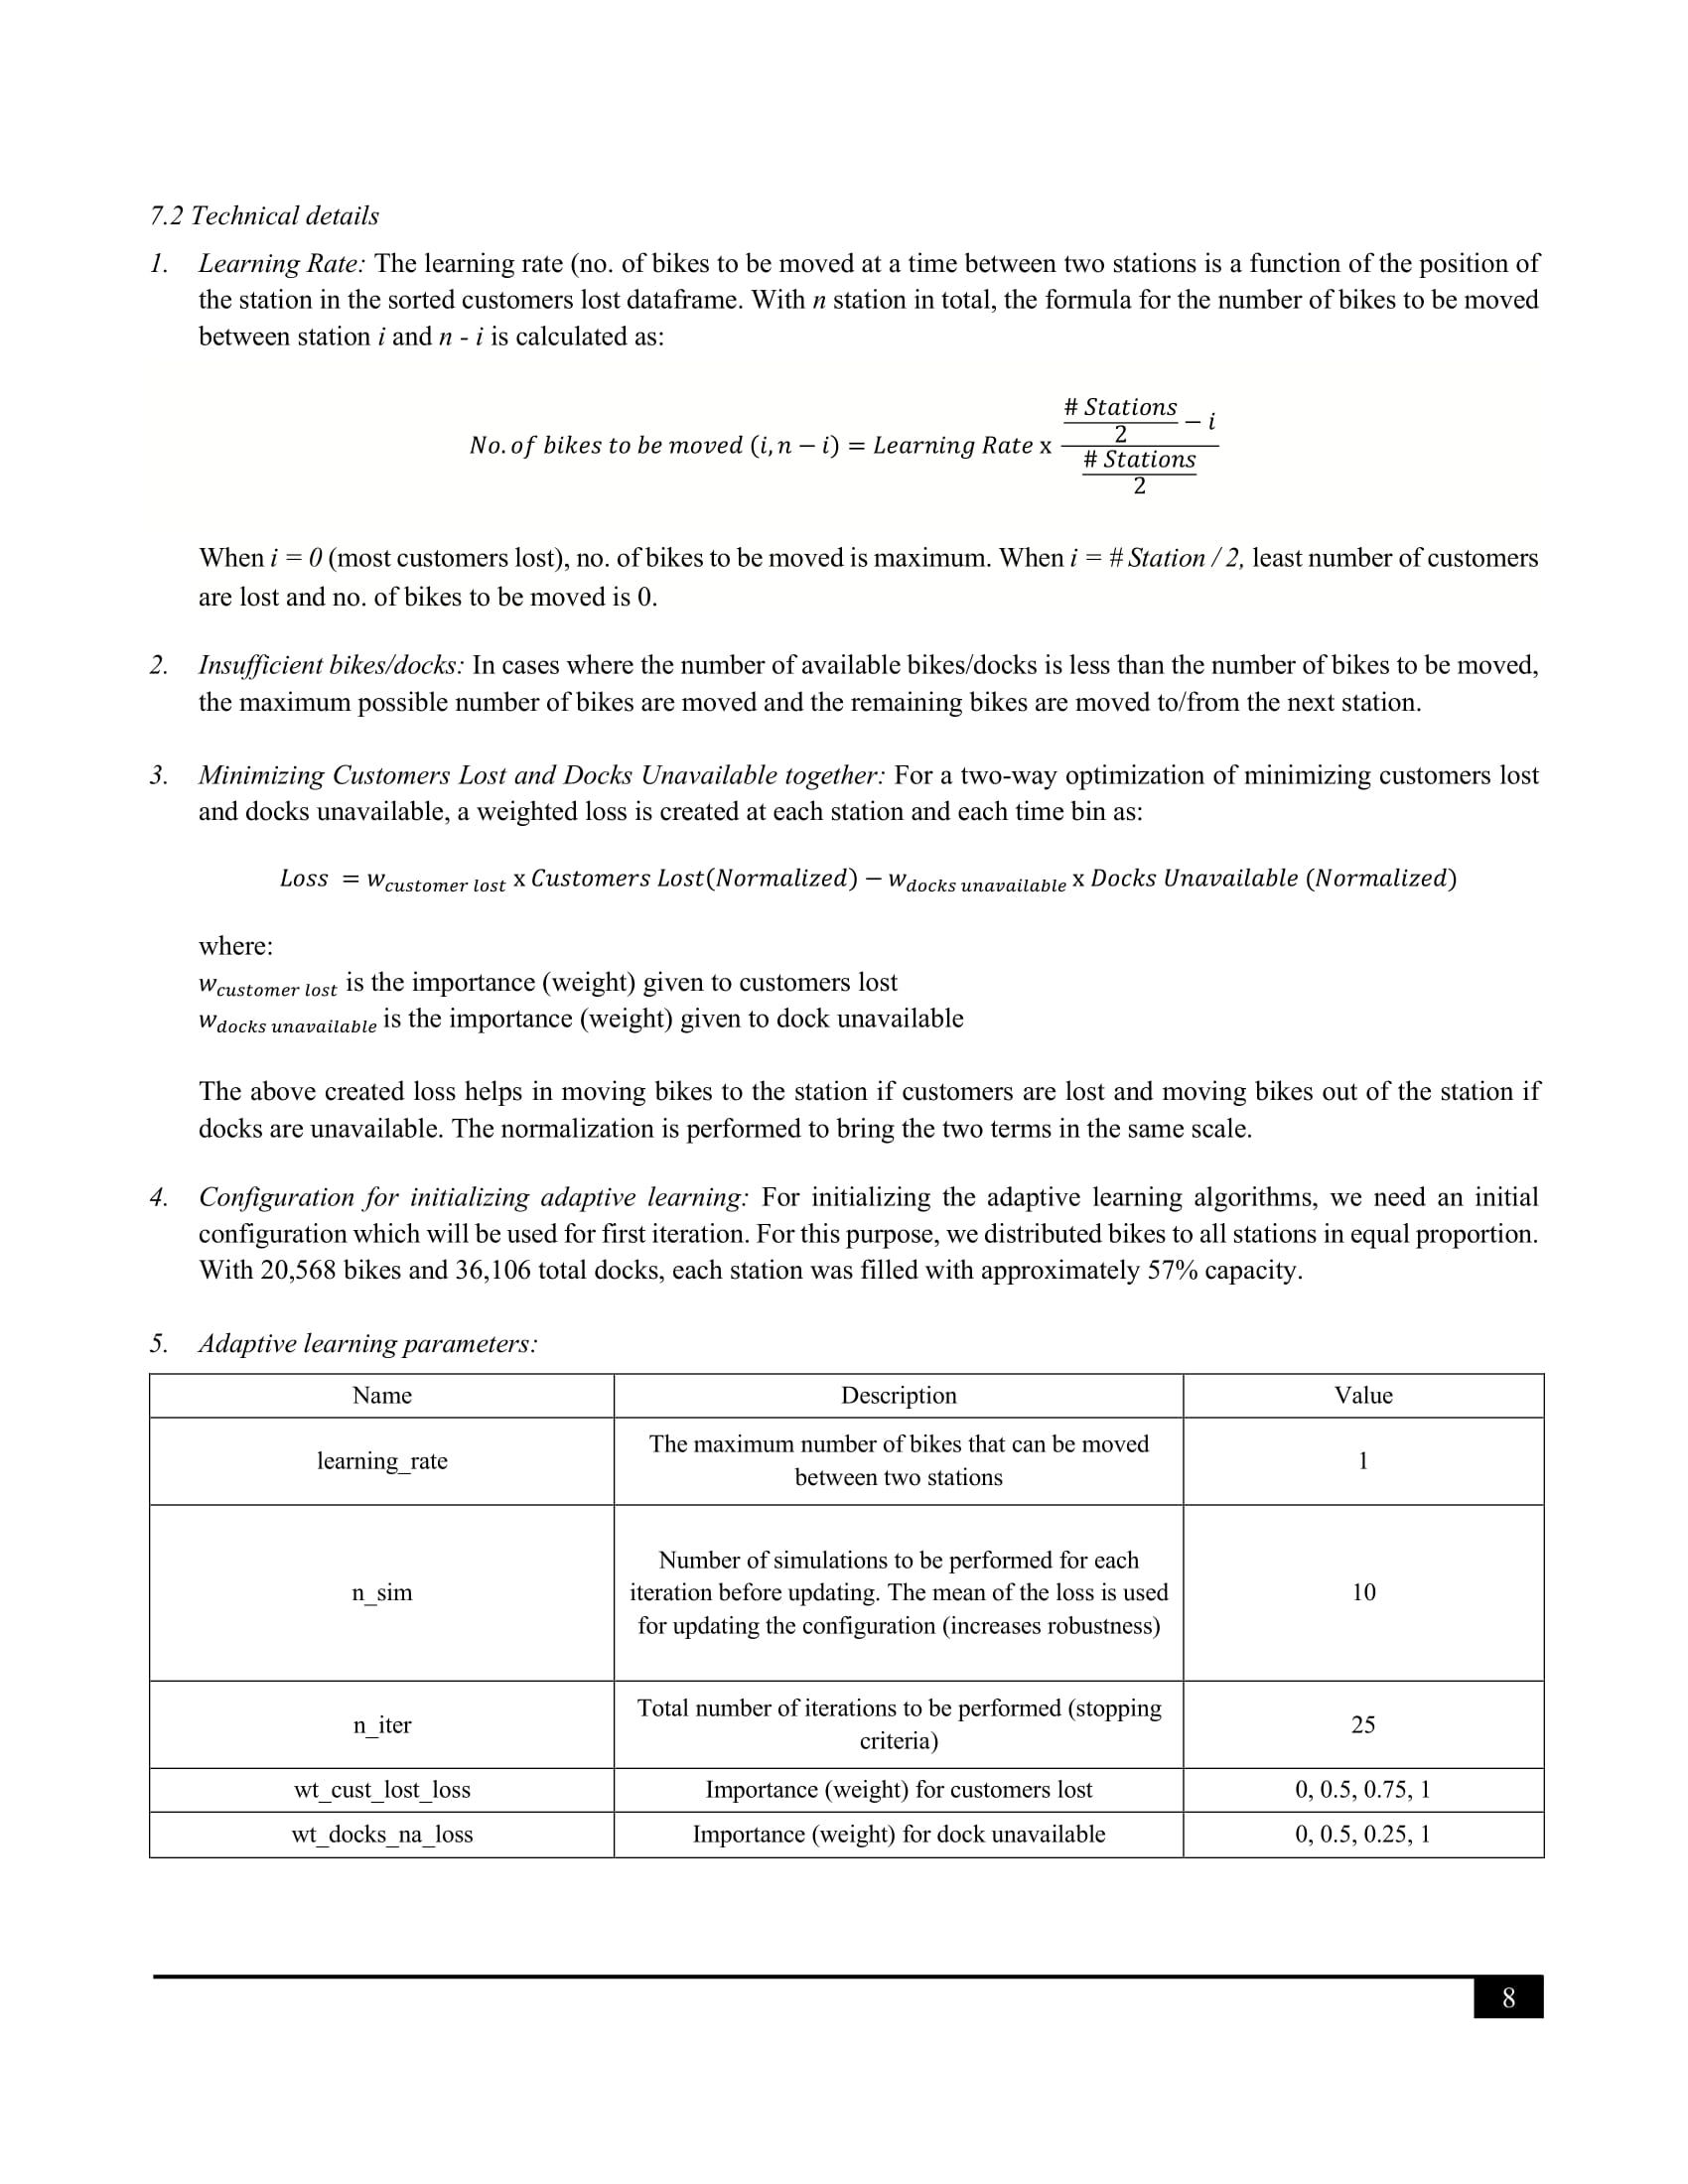 7.2 Technical details
1. Learning Rate: The learning rate (no. of bikes to be moved at a time between two stations is a function of the position of
the station in the sorted customers lost dataframe. With n station in total, the formula for the number of bikes to be moved
between station i and n - i is calculated as:
No. of bikes to be moved (i, n − i) = Learning Rate x ((# Stations / 2) − i) / (# Stations / 2)
When i = 0 (most customers lost), no. of bikes to be moved is maximum. When i = # Station / 2, least number of customers
are lost and no. of bikes to be moved is 0.
2. Insufficient bikes/docks: In cases where the number of available bikes/docks is less than the number of bikes to be moved,
the maximum possible number of bikes are moved and the remaining bikes are moved to/from the next station.
3. Minimizing Customers Lost and Docks Unavailable together: For a two-way optimization of minimizing customers lost
and docks unavailable, a weighted loss is created at each station and each time bin as:
Loss = w_customer lost x Customers Lost(Normalized) − w_docks unavailable x Docks Unavailable (Normalized)
where:
w_customer lost is the importance (weight) given to customers lost
w_docks unavailable is the importance (weight) given to dock unavailable
The above created loss helps in moving bikes to the station if customers are lost and moving bikes out of the station if
docks are unavailable. The normalization is performed to bring the two terms in the same scale.
4. Configuration for initializing adaptive learning: For initializing the adaptive learning algorithms, we need an initial
configuration which will be used for first iteration. For this purpose, we distributed bikes to all stations in equal proportion.
With 20,568 bikes and 36,106 total docks, each station was filled with approximately 57% capacity.
5. Adaptive learning parameters:
Name Description Value
learning_rate The maximum number of bikes that can be moved
between two stations 1
n_sim Number of simulations to be performed for each
iteration before updating. The mean of the loss is used
for updating the configuration (increases robustness) 10
n_iter Total number of iterations to be performed (stopping
criteria) 25
wt_cust_lost_loss Importance (weight) for customers lost 0, 0.5, 0.75, 1
wt_docks_na_loss Importance (weight) for dock unavailable 0, 0.5, 0.25, 1
8